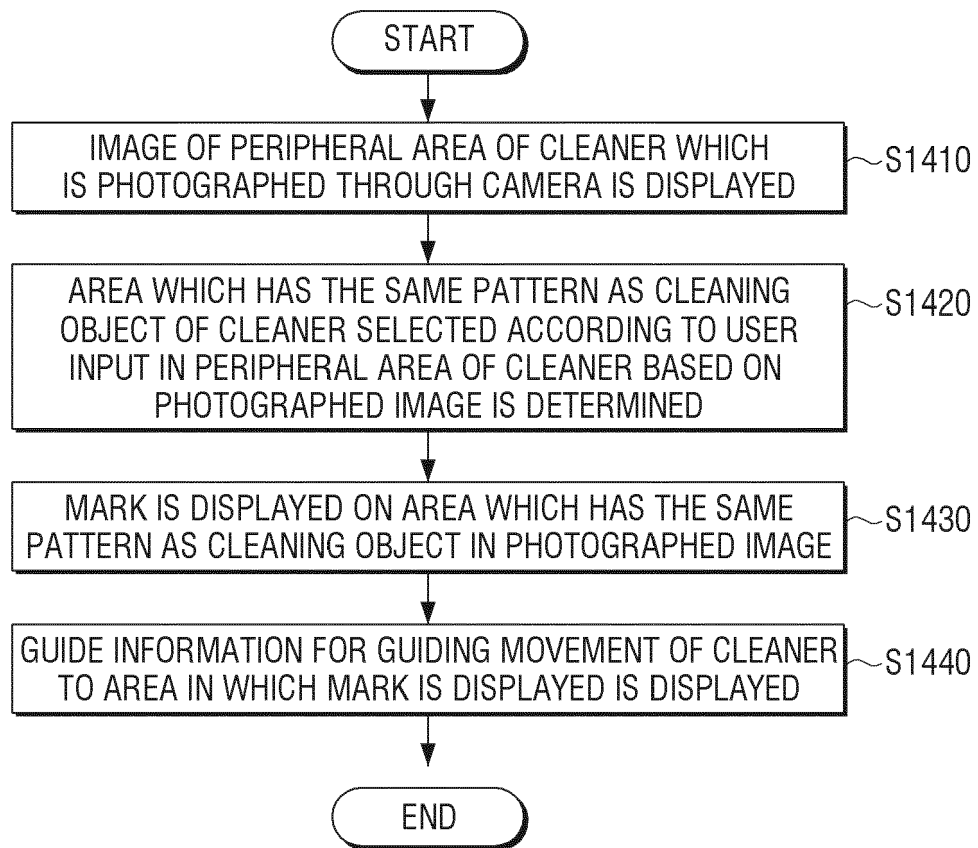 START
IMAGE OF PERIPHERAL AREA OF CLEANER WHICH
IS PHOTOGRAPHED THROUGH CAMERA IS DISPLAYED
S1410
AREA WHICH HAS THE SAME PATTERN AS CLEANING
OBJECT OF CLEANER SELECTED ACCORDING TO USER
INPUT IN PERIPHERAL AREA OF CLEANER BASED ON
PHOTOGRAPHED IMAGE IS DETERMINED
S1420
MARK IS DISPLAYED ON AREA WHICH HAS THE SAME
PATTERN AS CLEANING OBJECT IN PHOTOGRAPHED IMAGE
S1430
GUIDE INFORMATION FOR GUIDING MOVEMENT OF CLEANER
TO AREA IN WHICH MARK IS DISPLAYED IS DISPLAYED
S1440
END